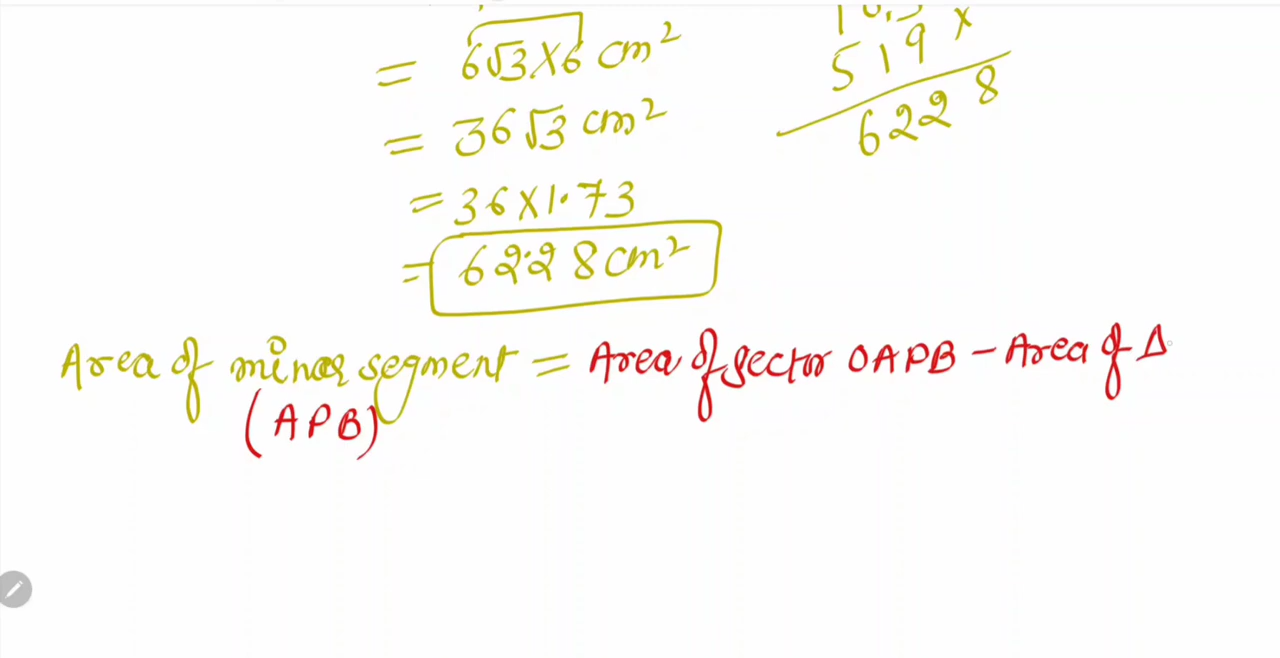 = 6√3×6 cm²
519×
6228
= 36√3 cm²
= 36×1.73
= 62.28 cm²
Area of minor segment = Area of sector OAPB – Area of Δ
(APB)